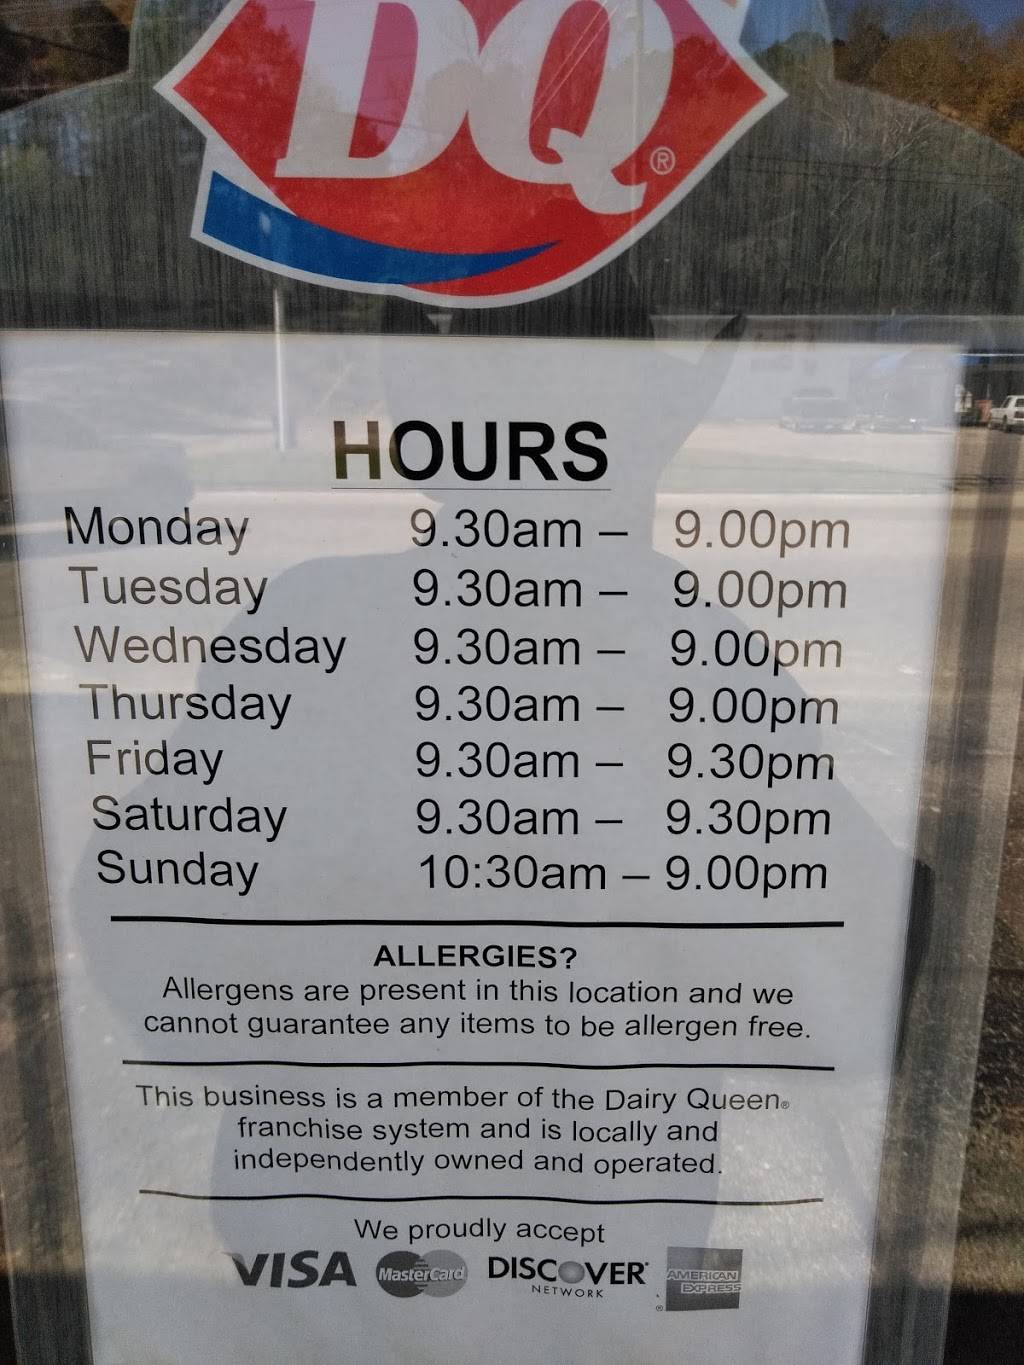 DQ®
HOURS
Monday 9.30am – 9.00pm
Tuesday 9.30am – 9.00pm
Wednesday 9.30am – 9.00pm
Thursday 9.30am – 9.00pm
Friday 9.30am – 9.30pm
Saturday 9.30am – 9.30pm
Sunday 10:30am – 9.00pm
ALLERGIES?
Allergens are present in this location and we
cannot guarantee any items to be allergen free.
This business is a member of the Dairy Queen®
franchise system and is locally and
independently owned and operated.
We proudly accept
VISA MasterCard DISCOVER NETWORK AMERICAN EXPRESS ®